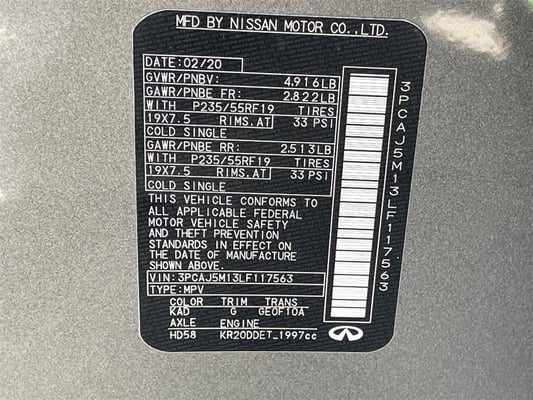 MFD BY NISSAN MOTOR CO.,LTD.
DATE: 02/20
GVWR/PNBV: 4,916LB
GAWR/PNBE FR: 2,822LB
WITH P235/55RF19 TIRES
19X7.5 RIMS.AT 33 PSI
COLD SINGLE
GAWR/PNBE RR: 2,513LB
WITH P235/55RF19 TIRES
19X7.5 RIMS.AT 33 PSI
COLD SINGLE
THIS VEHICLE CONFORMS TO
ALL APPLICABLE FEDERAL
MOTOR VEHICLE SAFETY
AND THEFT PREVENTION
STANDARDS IN EFFECT ON
THE DATE OF MANUFACTURE
SHOWN ABOVE.
VIN: 3PCAJ5M13LF117563
TYPE: MPV
COLOR TRIM TRANS
KAD G GE0F10A
AXLE ENGINE
HD58 KR20DDET_1997cc
3PCAJ5M13LF117563
INFINITI